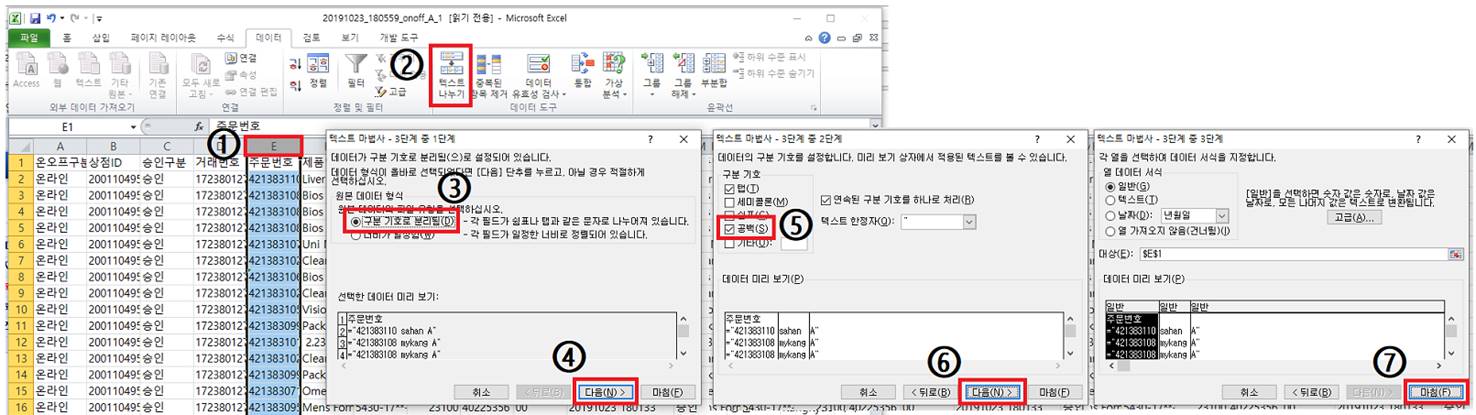 20191023_180559_onoff_A_1 [읽기 전용] - Microsoft Excel
파일 홈 삽입 페이지 레이아웃 수식 데이터 검토 보기 개발 도구
②
Access 웹 텍스트 기타 원본 기존 연결
외부 데이터 가져오기
모두 새로 고침 연결 속성 연결 편집
연결
정렬 필터 고급
정렬 및 필터
텍스트 나누기 중복된 항목 제거 데이터 유효성 검사 통합 가상 분석
데이터 도구
그룹 그룹 해제 부분합 하위 수준 표시 하위 수준 숨기기
윤곽선
E1 fx 주문번호
①
A B C D E
1 온오프구분 상점ID 승인구분 거래번호 주문번호 제품
2 온라인 200110495 승인 172380127 421383110 Liver
3 온라인 200110495 승인 172380127 421383108 Bios
4 온라인 200110495 승인 172380127 421383108 Bios
5 온라인 200110495 승인 172380127 421383107 Uni M
6 온라인 200110495 승인 172380127 421383102 Clean
7 온라인 200110495 승인 172380127 421383106 Bios
8 온라인 200110495 승인 172380127 421383102 Clear
9 온라인 200110495 승인 172380127 421383105 Visio
10 온라인 200110495 승인 172380127 421383105
11 온라인 200110495 승인 172380127 421383099 Pack
12 온라인 200110495 승인 172380127 42138310 2.23
13 온라인 200110495 승인 172380127 421383102 Clear
14 온라인 200110495 승인 172380127 421383099 Pack
15 온라인 200110495 승인 172380127 42138307 Ome
16 온라인 200110495 승인 172380127 421383095 Mens Forr 5430-17**- 23100 40225356 00 20191023 180133 승인
텍스트 마법사 - 3단계 중 1단계
데이터가 구분 기호로 분리됨(으)로 설정되어 있습니다.
데이터 형식이 올바로 선택되었다면 [다음] 단추를 누르고, 아닐 경우 적절하게 선택하십시오.
③
원본 데이터 형식
원본 데이터의 파일 유형을 선택하십시오.
구분 기호로 분리됨(D) - 각 필드가 쉼표나 탭과 같은 문자로 나누어져 있습니다.
너비가 일정함(W) - 각 필드가 일정한 너비로 정렬되어 있습니다.
선택한 데이터 미리 보기:
1 주문번호
2 ="421383110 sahan A"
3 ="421383108 mykang A"
4 ="421383108 mykang A"
④
취소 < 뒤로(B) 다음(N) > 마침(F)
텍스트 마법사 - 3단계 중 2단계
데이터의 구분 기호를 설정합니다. 미리 보기 상자에서 적용된 텍스트를 볼 수 있습니다.
구분 기호
탭(T)
세미콜론(M)
쉼표(C)
공백(S)
기타(O):
⑤
연속된 구분 기호를 하나로 처리(R)
텍스트 한정자(Q): "
데이터 미리 보기(P)
주문번호
="421383110 sahan A"
="421383108 mykang A"
="421383108 mykang A"
⑥
취소 < 뒤로(B) 다음(N) > 마침(F)
텍스트 마법사 - 3단계 중 3단계
각 열을 선택하여 데이터 서식을 지정합니다.
열 데이터 서식
일반(G)
텍스트(T)
날짜(D): 년월일
열 가져오지 않음(건너뜀)(I)
[일반]을 선택하면 숫자 값은 숫자로, 날짜 값은 날짜로, 모든 나머지 값은 텍스트로 변환됩니다.
고급(A)...
대상(E): $E$1
데이터 미리 보기(P)
일반 일반 일반
주문번호
="421383110 sahan A"
="421383108 mykang A"
="421383108 mykang A"
⑦
취소 < 뒤로(B) 다음(N) > 마침(F)